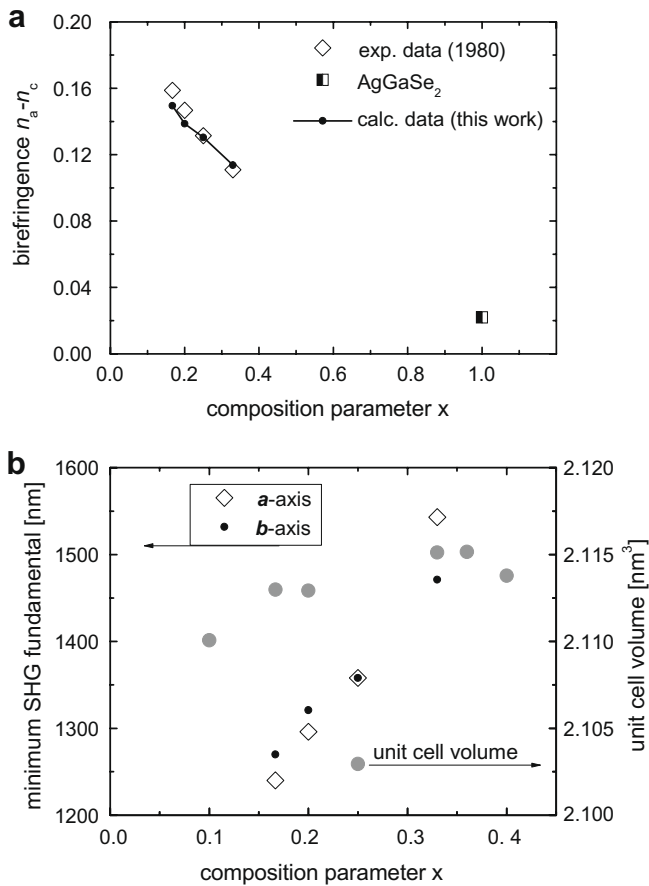 a
0.20
0.16
0.12
0.08
0.04
0.00
birefringence n_a-n_c
exp. data (1980)
AgGaSe₂
calc. data (this work)
0.0 0.2 0.4 0.6 0.8 1.0 1.2
composition parameter x
b
1600
1500
1400
1300
1200
minimum SHG fundamental [nm]
a-axis
b-axis
unit cell volume
2.120
2.115
2.110
2.105
2.100
unit cell volume [nm³]
0.0 0.1 0.2 0.3 0. 4
composition parameter x